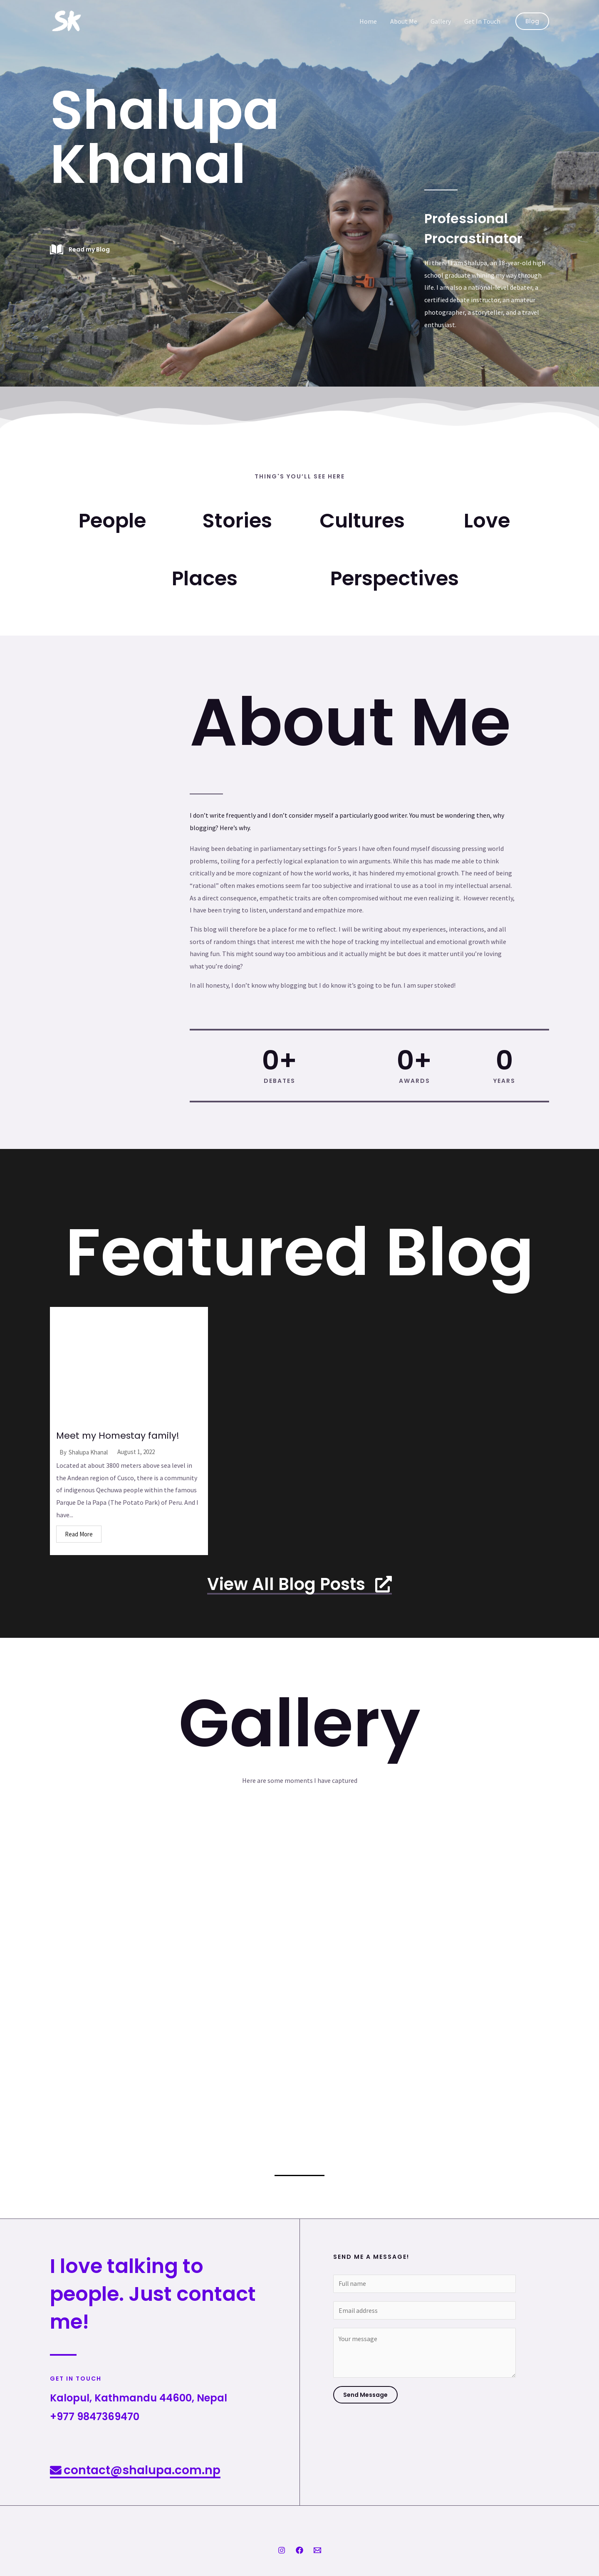 SK
Home About Me Gallery Get In Touch Blog
Shalupa
Khanal
Read my Blog
Professional
Procrastinator
Hi there! I am Shalupa, an 18-year-old high
school graduate whiling my way through
life. I am also a national-level debater, a
certified debate instructor, an amateur
photographer, a storyteller, and a travel
enthusiast.
THING'S YOU'LL SEE HERE
People Stories Cultures Love
Places Perspectives
About Me
I don't write frequently and I don't consider myself a particularly good writer. You must be wondering then, why
blogging? Here's why.
Having been debating in parliamentary settings for 5 years I have often found myself discussing pressing world
problems, toiling for a perfectly logical explanation to win arguments. While this has made me able to think
critically and be more cognizant of how the world works, it has hindered my emotional growth. The need of being
"rational" often makes emotions seem far too subjective and irrational to use as a tool in my intellectual arsenal.
As a direct consequence, empathetic traits are often compromised without me even realizing it. However recently,
I have been trying to listen, understand and empathize more.
This blog will therefore be a place for me to reflect. I will be writing about my experiences, interactions, and all
sorts of random things that interest me with the hope of tracking my intellectual and emotional growth while
having fun. This might sound way too ambitious and it actually might be but does it matter until you're loving
what you're doing?
In all honesty, I don't know why blogging but I do know it's going to be fun. I am super stoked!
0+ 0+ 0
DEBATES AWARDS YEARS
Featured Blog
Meet my Homestay family!
By Shalupa Khanal August 1, 2022
Located at about 3800 meters above sea level in
the Andean region of Cusco, there is a community
of indigenous Qechuwa people within the famous
Parque De la Papa (The Potato Park) of Peru. And I
have...
Read More
View All Blog Posts
Gallery
Here are some moments I have captured
I love talking to
people. Just contact
me!
GET IN TOUCH
Kalopul, Kathmandu 44600, Nepal
+977 9847369470
contact@shalupa.com.np
SEND ME A MESSAGE!
Full name
Email address
Your message
Send Message